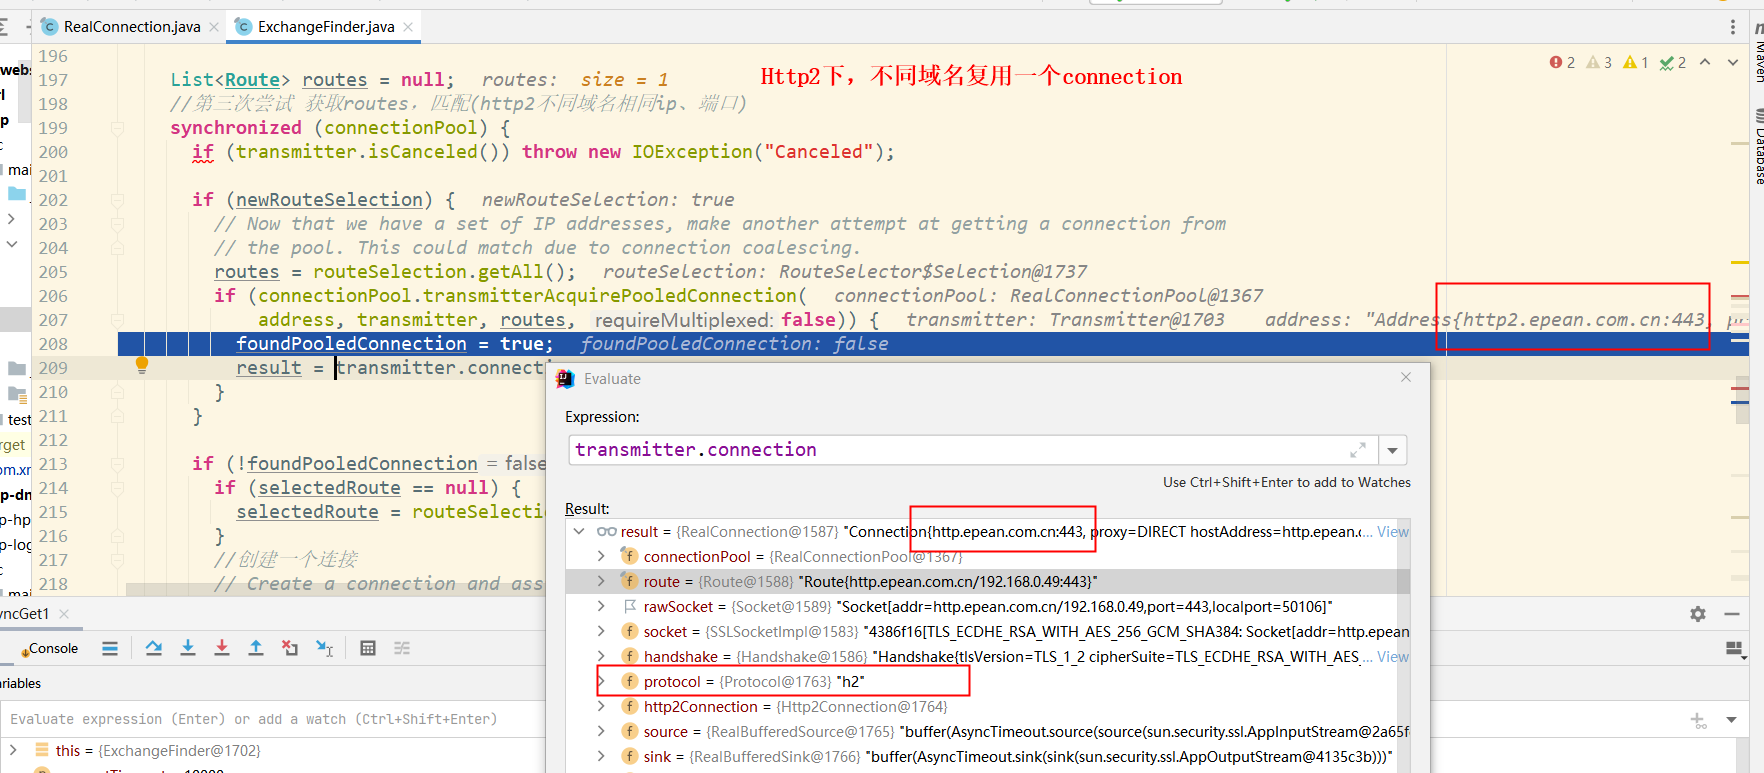 RealConnection.java
ExchangeFinder.java
webs
196
197 List<Route> routes = null; routes: size = 1
Http2下，不同域名复用一个connection
2 3 1 2
Maven
198 //第三次尝试 获取routes，匹配(http2不同域名相同ip、端口)
199 synchronized (connectionPool) {
200 if (transmitter.isCanceled()) throw new IOException("Canceled");
Database
mai
201
202 if (newRouteSelection) { newRouteSelection: true
203 // Now that we have a set of IP addresses, make another attempt at getting a connection from
204 // the pool. This could match due to connection coalescing.
205 routes = routeSelection.getAll(); routeSelection: RouteSelector$Selection@1737
206 if (connectionPool.transmitterAcquirePooledConnection( connectionPool: RealConnectionPool@1367
207 address, transmitter, routes, requireMultiplexed: false)) { transmitter: Transmitter@1703 address: "Address{http2.epean.com.cn:443, pr
208 foundPooledConnection = true; foundPooledConnection: false
209 result = transmitter.connecti
210 }
211 }
212
213 if (!foundPooledConnection = false
214 if (selectedRoute == null) {
215 selectedRoute = routeSelectio
216 }
217 //创建一个连接
218 // Create a connection and ass
test
rget
om.xm
p-dn
p-hp
p-log
mai
Evaluate
Expression:
transmitter.connection
Use Ctrl+Shift+Enter to add to Watches
Result:
result = {RealConnection@1587} "Connection{http.epean.com.cn:443, proxy=DIRECT hostAddress=http.epean.c... View
connectionPool = {RealConnectionPool@1367}
route = {Route@1588} "Route{http.epean.com.cn/192.168.0.49:443}"
rawSocket = {Socket@1589} "Socket[addr=http.epean.com.cn/192.168.0.49,port=443,localport=50106]"
socket = {SSLSocketImpl@1583} "4386f16[TLS_ECDHE_RSA_WITH_AES_256_GCM_SHA384: Socket[addr=http.epean
handshake = {Handshake@1586} "Handshake{tlsVersion=TLS_1_2 cipherSuite=TLS_ECDHE_RSA_WITH_AES_... View
protocol = {Protocol@1763} "h2"
http2Connection = {Http2Connection@1764}
source = {RealBufferedSource@1765} "buffer(AsyncTimeout.source(source(sun.security.ssl.AppInputStream@2a65f
sink = {RealBufferedSink@1766} "buffer(AsyncTimeout.sink(sink(sun.security.ssl.AppOutputStream@4135c3b)))"
yncGet1
Console
ariables
Evaluate expression (Enter) or add a watch (Ctrl+Shift+Enter)
this = {ExchangeFinder@1702}